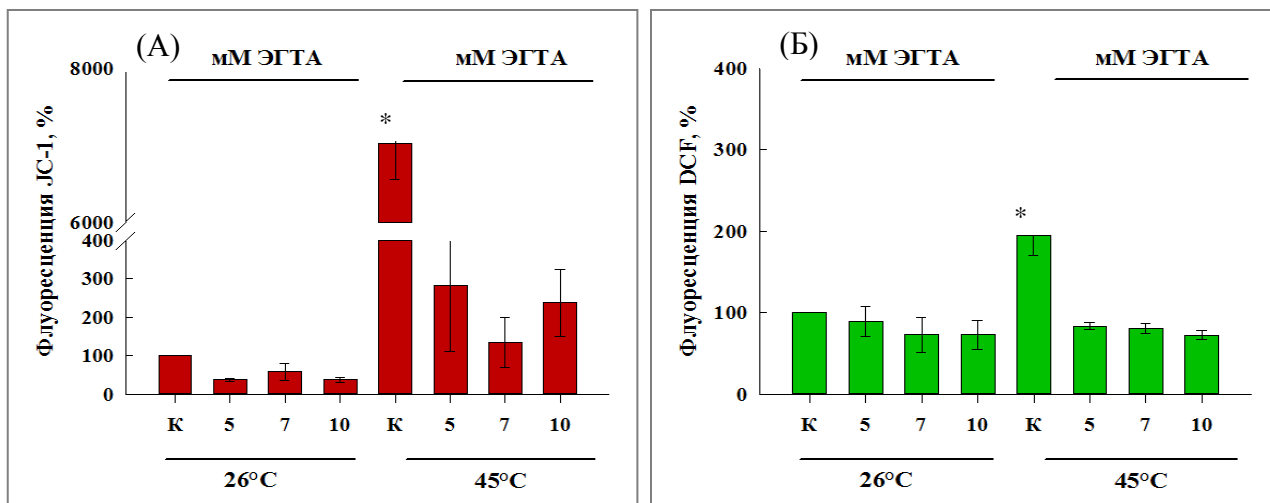 (А)
мМ ЭГТА
мМ ЭГТА
Флуоресценция JC-1, %
8000
6000
400
300
200
100
0
*
К 5 7 10 К 5 7 10
26°C
45°C
(Б)
мМ ЭГТА
мМ ЭГТА
Флуоресценция DCF, %
400
300
200
100
0
*
К 5 7 10 К 5 7 10
26°C
45°C